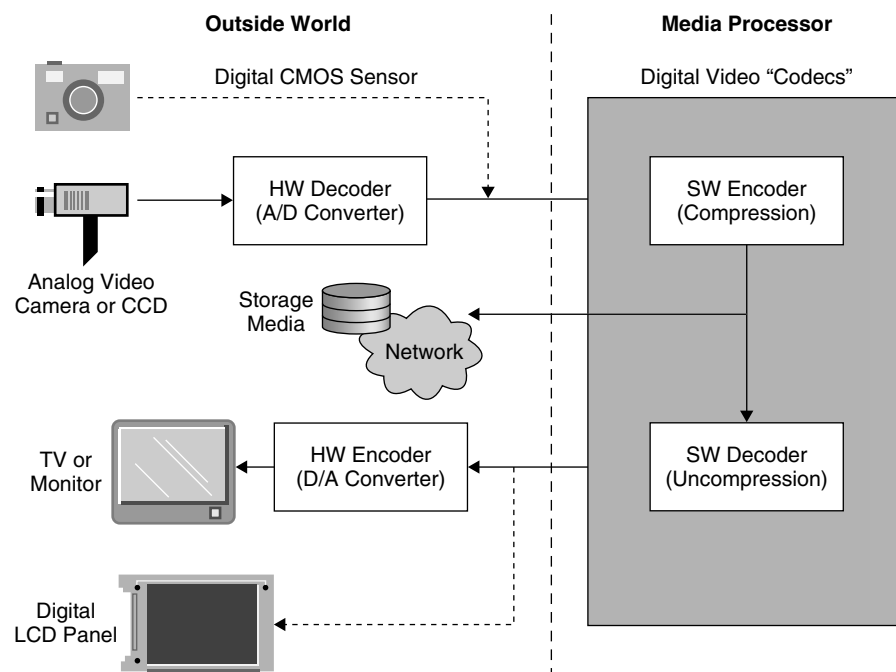 Outside World
Media Processor
Digital CMOS Sensor
Digital Video “Codecs”
HW Decoder
(A/D Converter)
SW Encoder
(Compression)
Analog Video
Camera or CCD
Storage
Media
Network
TV or
Monitor
HW Encoder
(D/A Converter)
SW Decoder
(Uncompression)
Digital
LCD Panel